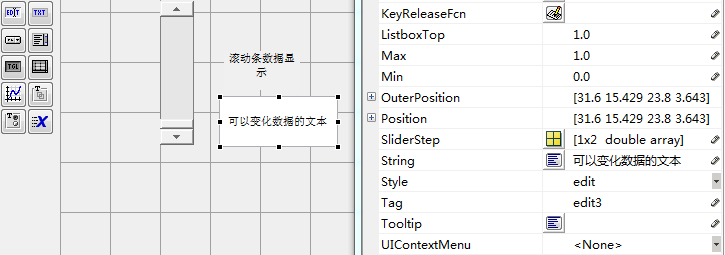 EDIT
TXT
TGL
滚动条数据显
示
可以变化数据的文本
KeyReleaseFcn
ListboxTop 1.0
Max 1.0
Min 0.0
OuterPosition [31.6 15.429 23.8 3.643]
Position [31.6 15.429 23.8 3.643]
SliderStep [1x2 double array]
String 可以变化数据的文本
Style edit
Tag edit3
Tooltip
UIContextMenu <None>